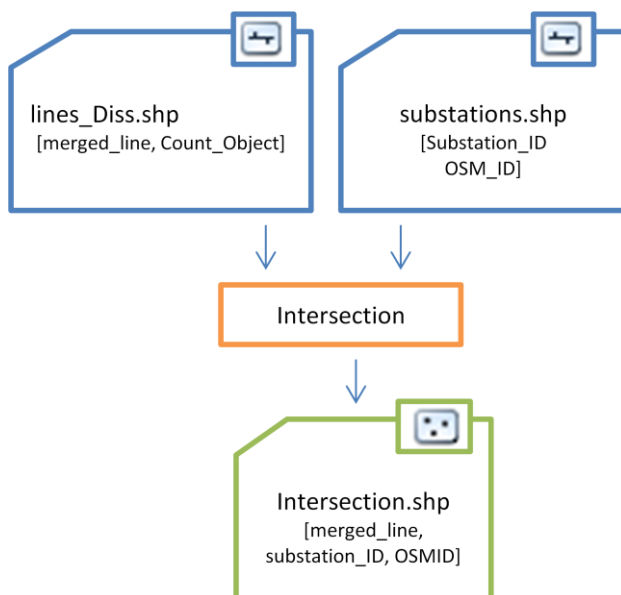 lines_Diss.shp
[merged_line, Count_Object]
substations.shp
[Substation_ID
OSM_ID]
Intersection
Intersection.shp
[merged_line,
substation_ID, OSMID]